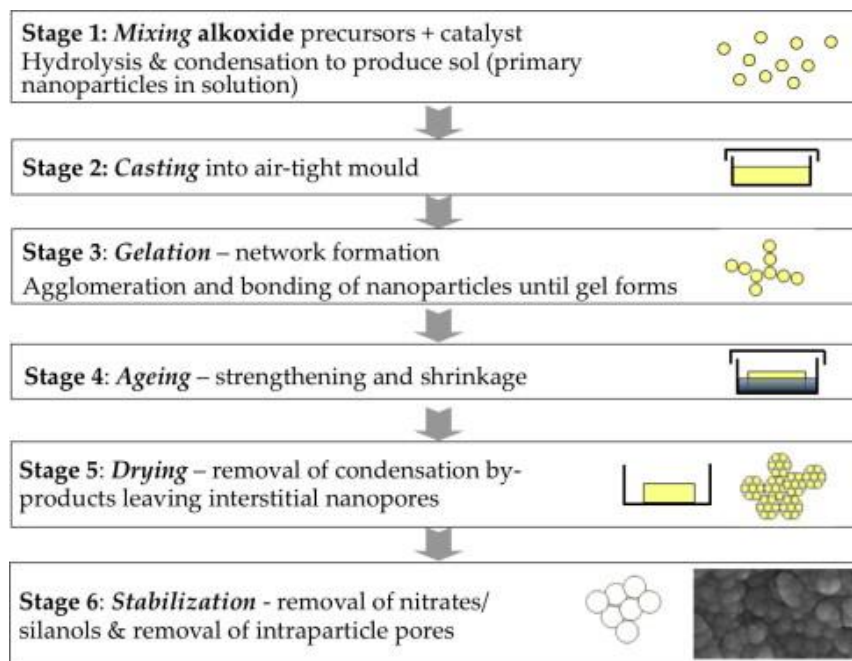 Stage 1: Mixing alkoxide precursors + catalyst
Hydrolysis & condensation to produce sol (primary
nanoparticles in solution)
Stage 2: Casting into air-tight mould
Stage 3: Gelation – network formation
Agglomeration and bonding of nanoparticles until gel forms
Stage 4: Ageing – strengthening and shrinkage
Stage 5: Drying – removal of condensation by-
products leaving interstitial nanopores
Stage 6: Stabilization - removal of nitrates/
silanols & removal of intraparticle pores